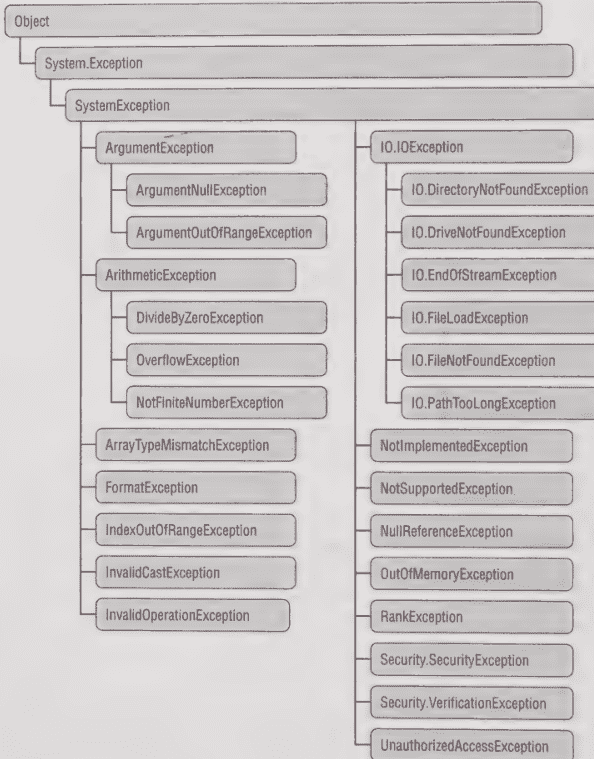 Object
System.Exception
SystemException
ArgumentException
ArgumentNullException
ArgumentOutOfRangeException
ArithmeticException
DivideByZeroException
OverflowException
NotFiniteNumberException
ArrayTypeMismatchException
FormatException
IndexOutOfRangeException
InvalidCastException
InvalidOperationException
IO.IOException
IO.DirectoryNotFoundException
IO.DriveNotFoundException
IO.EndOfStreamException
IO.FileLoadException
IO.FileNotFoundException
IO.PathTooLongException
NotImplementedException
NotSupportedException
NullReferenceException
OutOfMemoryException
RankException
Security.SecurityException
Security.VerificationException
UnauthorizedAccessException